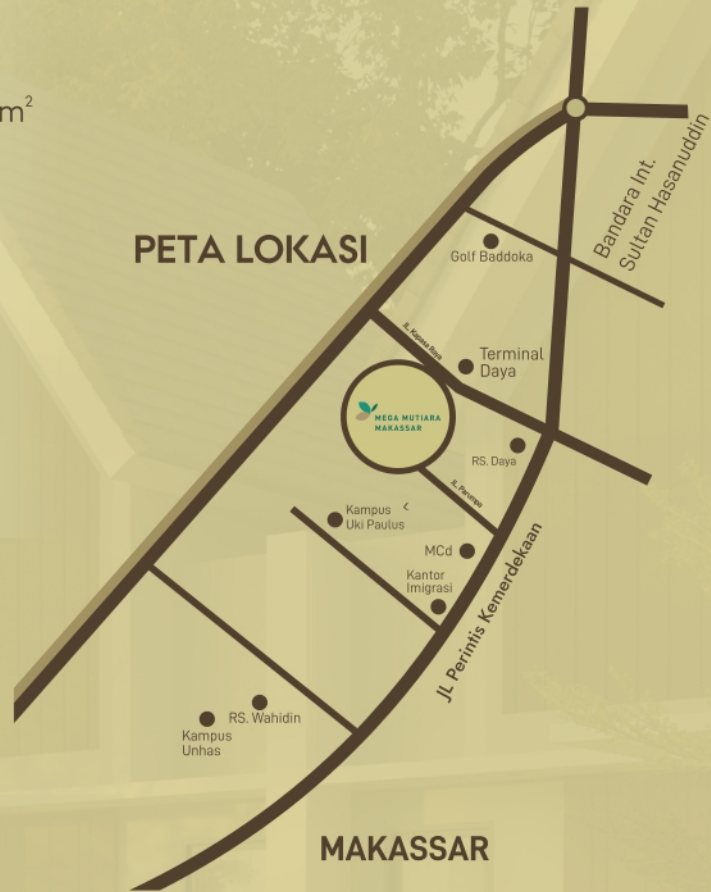 m²
PETA LOKASI
Bandara Int.
Sultan Hasanuddin
Golf Baddoka
JL. Kapasa Raya
Terminal
Daya
MEGA MUTIARA
MAKASSAR
RS. Daya
JL. Parumpa
Kampus
Uki Paulus
MCd
Kantor
Imigrasi
JL Perintis Kemerdekaan
RS. Wahidin
Kampus
Unhas
MAKASSAR